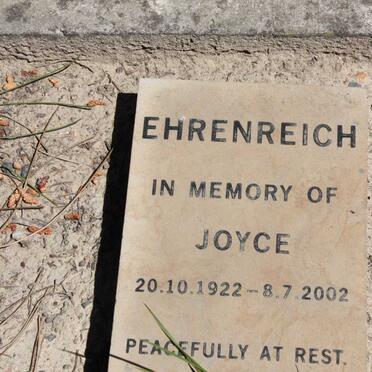 EHRENREICH
IN MEMORY OF
JOYCE
20.10.1922 - 8.7.2002
PEACEFULLY AT REST.